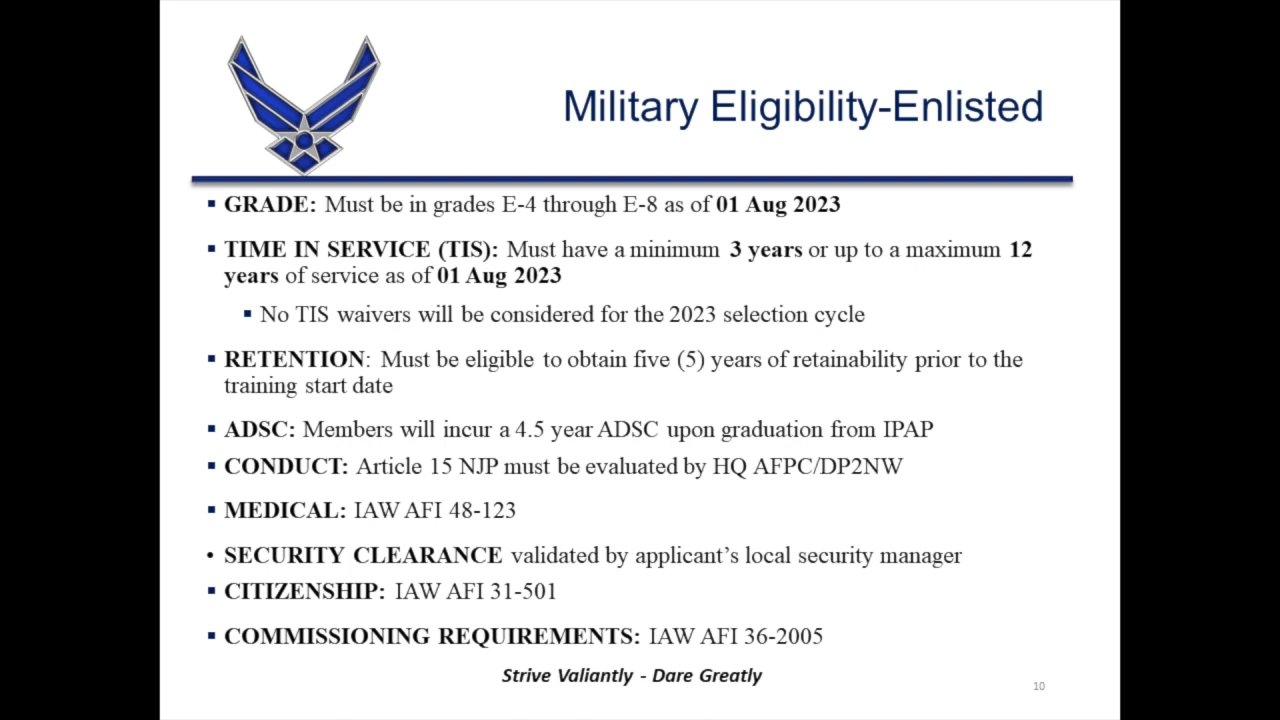 Military Eligibility-Enlisted
▪ GRADE: Must be in grades E-4 through E-8 as of 01 Aug 2023
▪ TIME IN SERVICE (TIS): Must have a minimum 3 years or up to a maximum 12
years of service as of 01 Aug 2023
▪ No TIS waivers will be considered for the 2023 selection cycle
▪ RETENTION: Must be eligible to obtain five (5) years of retainability prior to the
training start date
▪ ADSC: Members will incur a 4.5 year ADSC upon graduation from IPAP
▪ CONDUCT: Article 15 NJP must be evaluated by HQ AFPC/DP2NW
▪ MEDICAL: IAW AFI 48-123
• SECURITY CLEARANCE validated by applicant’s local security manager
▪ CITIZENSHIP: IAW AFI 31-501
▪ COMMISSIONING REQUIREMENTS: IAW AFI 36-2005
Strive Valiantly - Dare Greatly
10